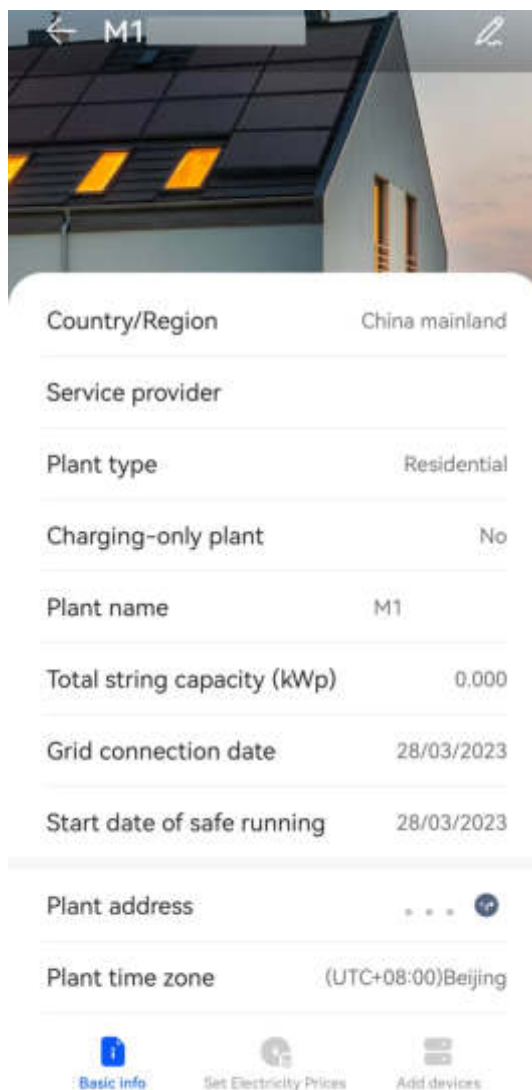 M1
Country/Region China mainland
Service provider
Plant type Residential
Charging-only plant No
Plant name M1
Total string capacity (kWp) 0.000
Grid connection date 28/03/2023
Start date of safe running 28/03/2023
Plant address ...
Plant time zone (UTC+08:00)Beijing
Basic info Set Electricity Prices Add devices